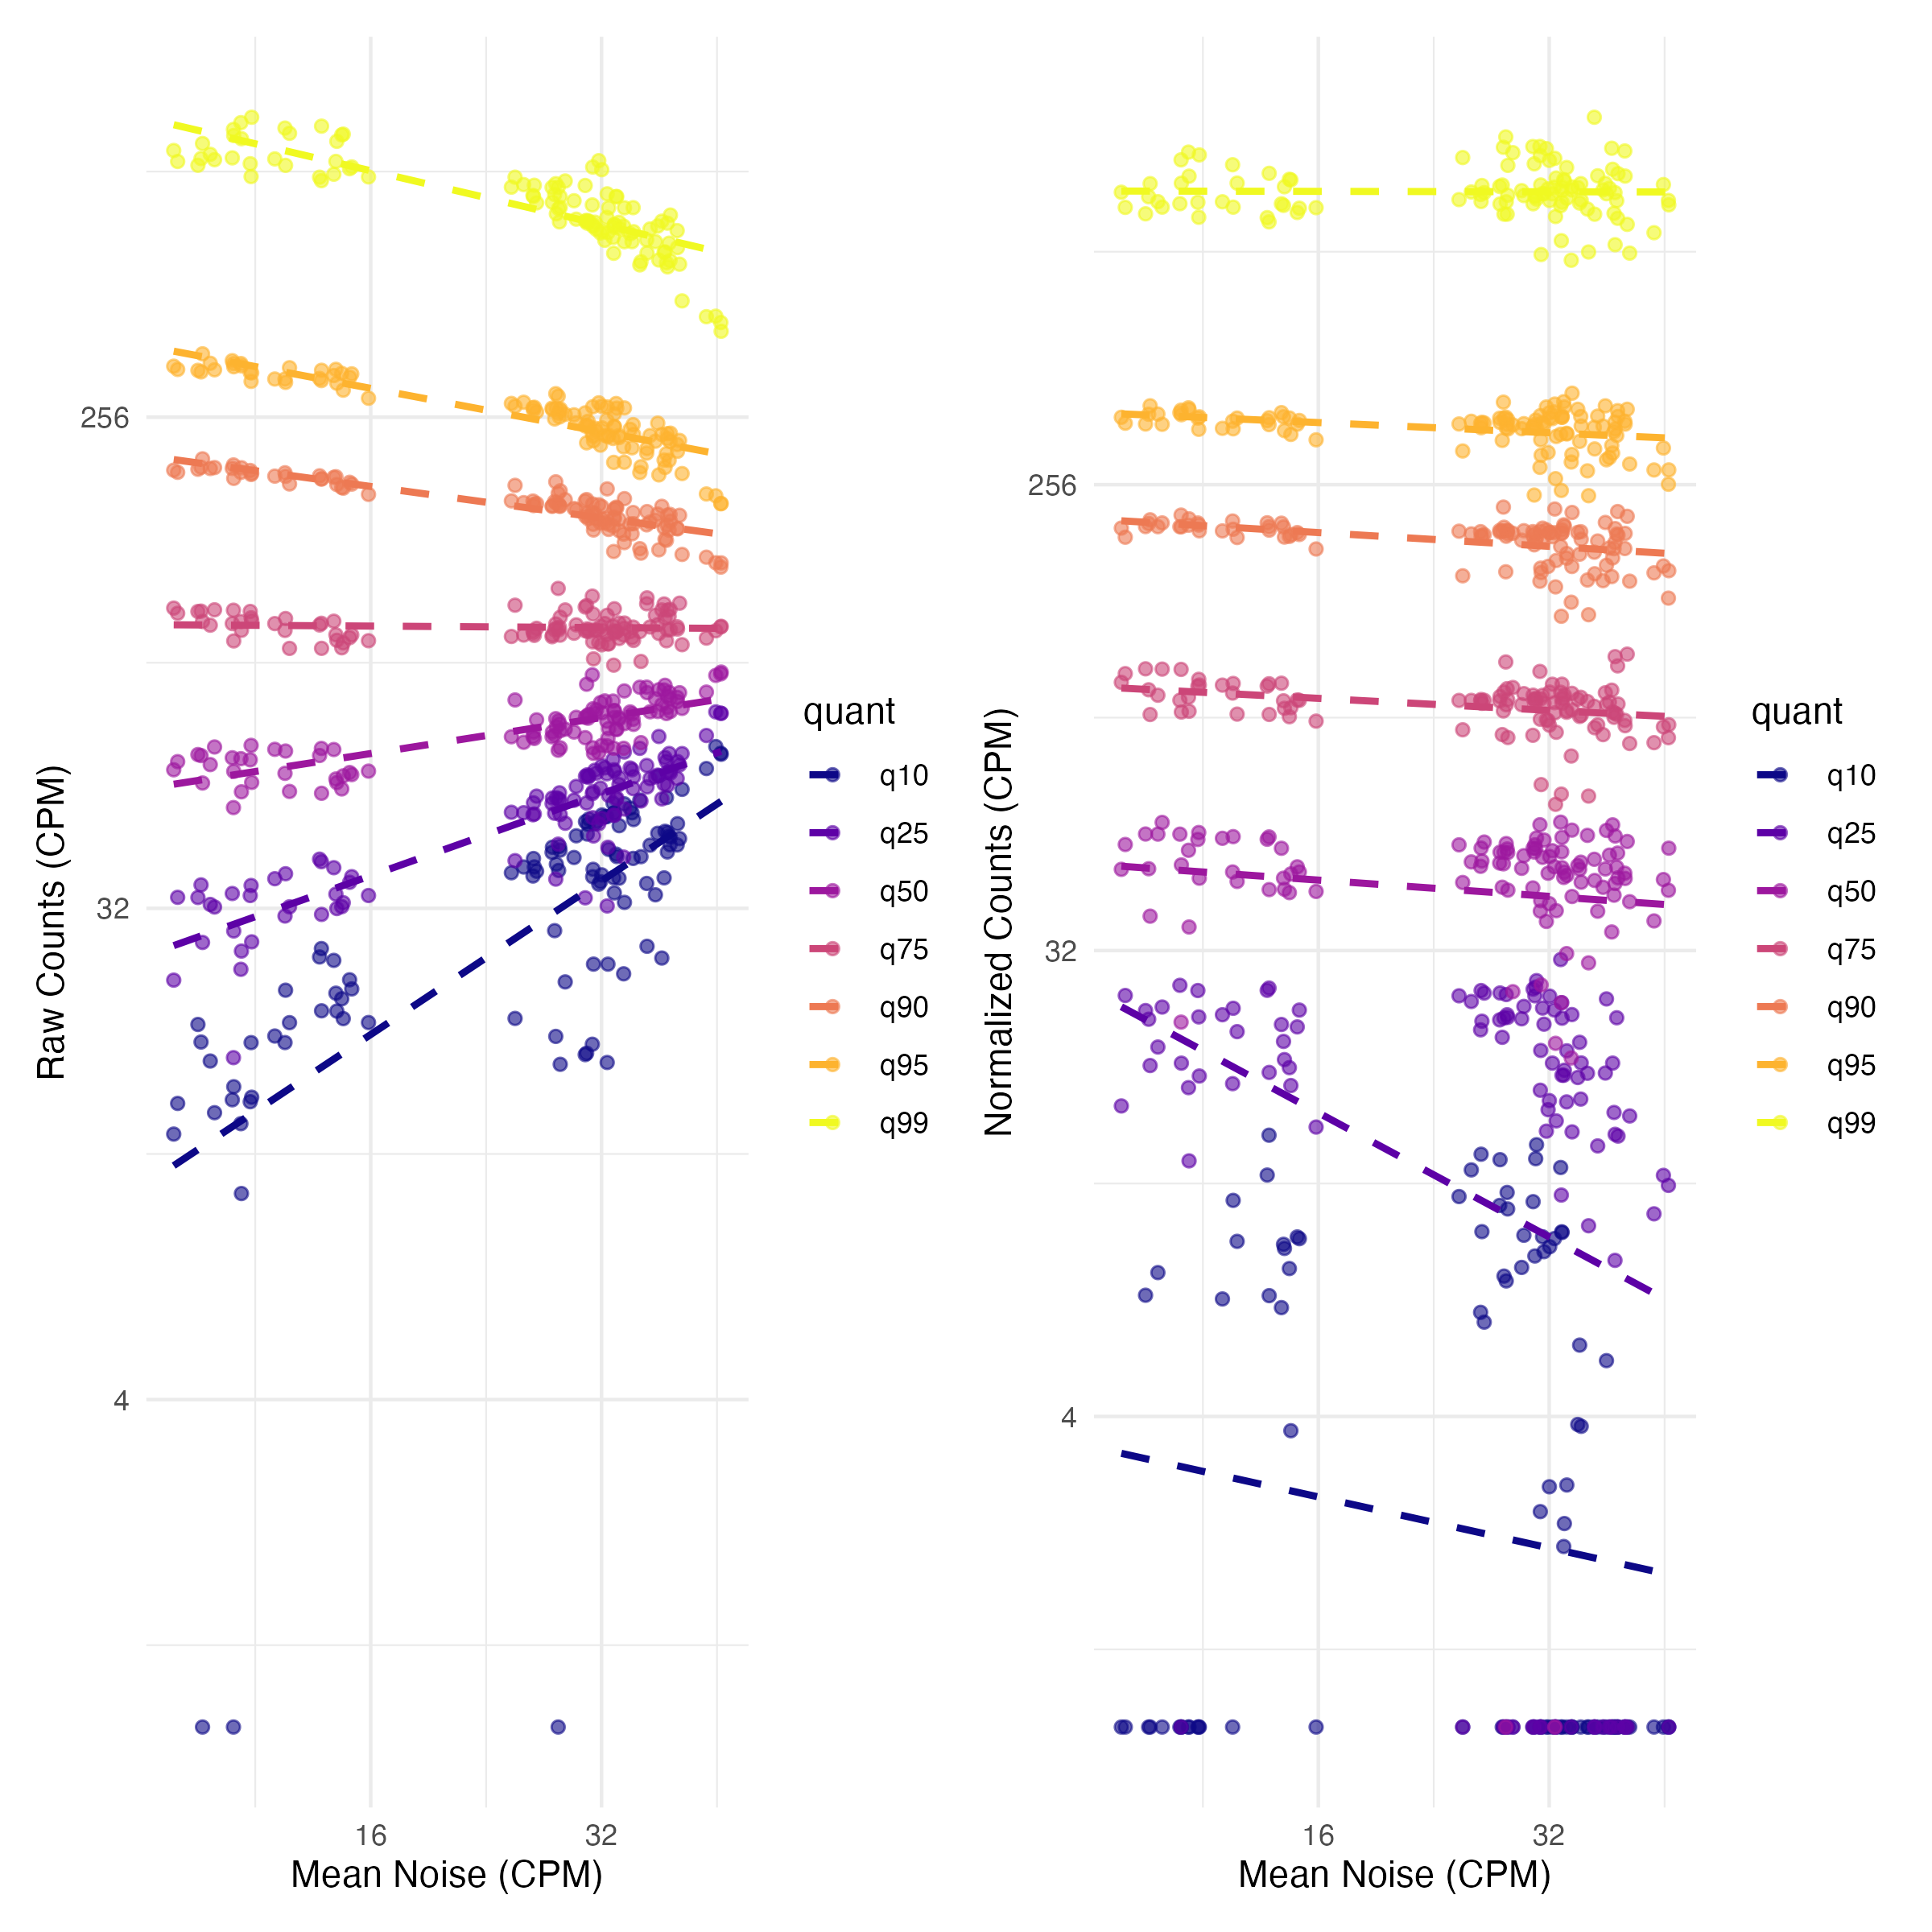 Raw Counts (CPM)
256
32
4
16
32
Mean Noise (CPM)
quant
q10
q25
q50
q75
q90
q95
q99
Normalized Counts (CPM)
256
32
4
16
32
Mean Noise (CPM)
quant
q10
q25
q50
q75
q90
q95
q99